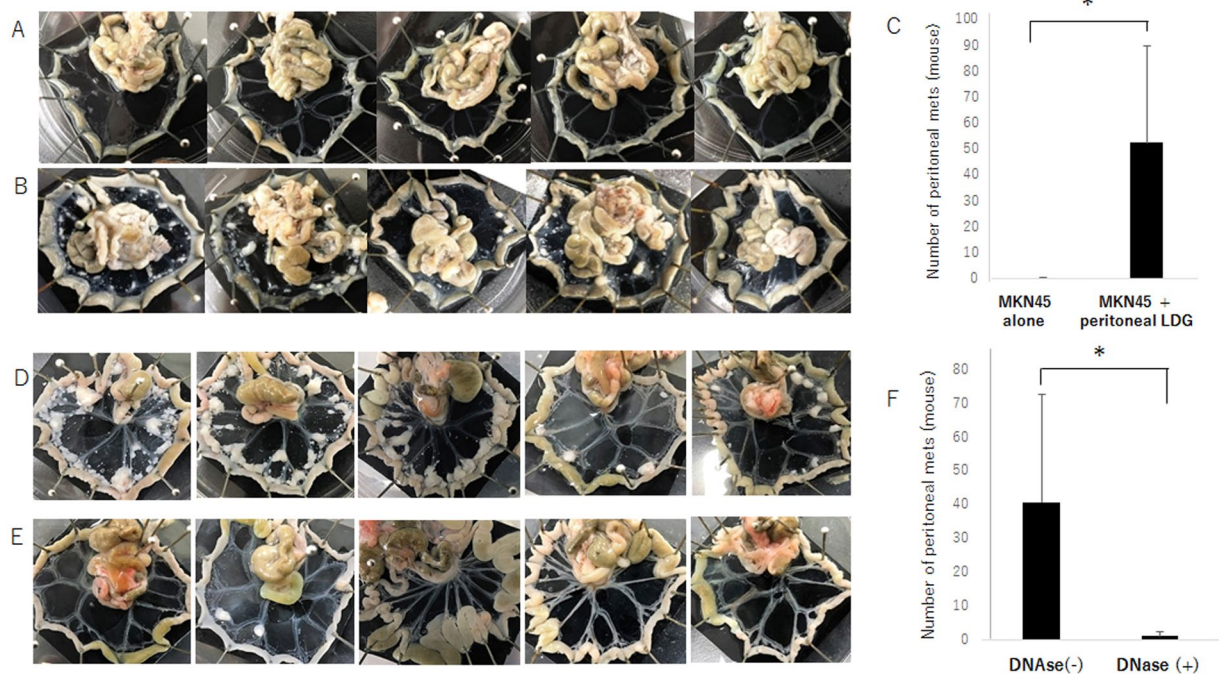 A
B
C
*
Number of peritoneal mets (mouse)
100
90
80
70
60
50
40
30
20
10
0
MKN45
alone
MKN45 +
peritoneal LDG
D
E
F
*
Number of peritoneal mets (mouse)
80
70
60
50
40
30
20
10
0
DNAse(-)
DNase (+)